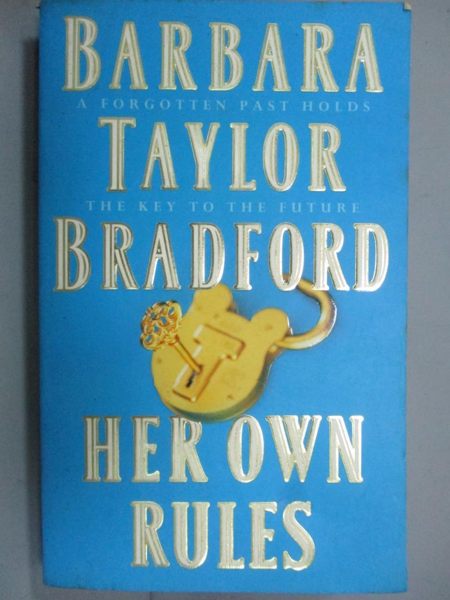 BARBARA
A FORGOTTEN PAST HOLDS
TAYLOR
THE KEY TO THE FUTURE
BRADFORD
HER OWN
RULES